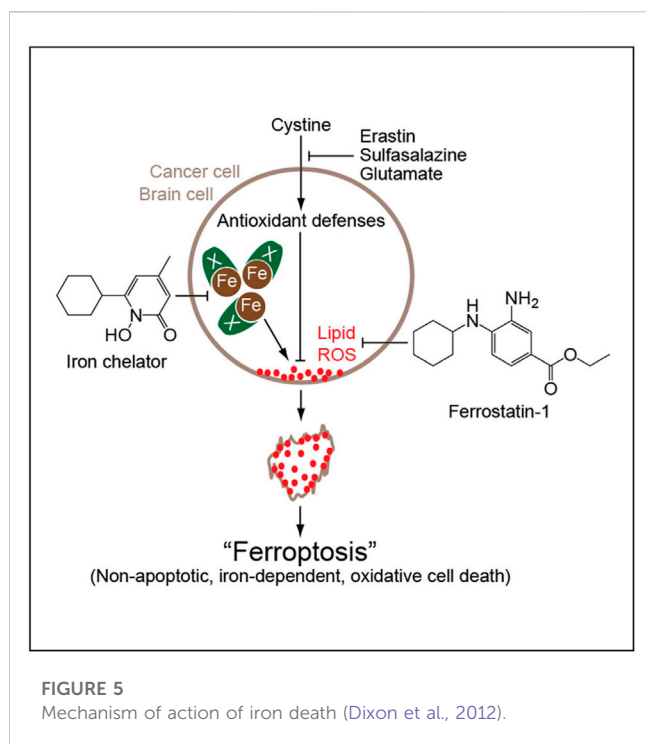 Cystine
Erastin
Sulfasalazine
Glutamate
Cancer cell
Brain cell
Antioxidant defenses
X
X
Fe
Fe
Fe
X
HO
N
O
Iron chelator
Lipid
ROS
H
N
NH₂
O
O
Ferrostatin-1
“Ferroptosis”
(Non-apoptotic, iron-dependent, oxidative cell death)
FIGURE 5
Mechanism of action of iron death (Dixon et al., 2012).